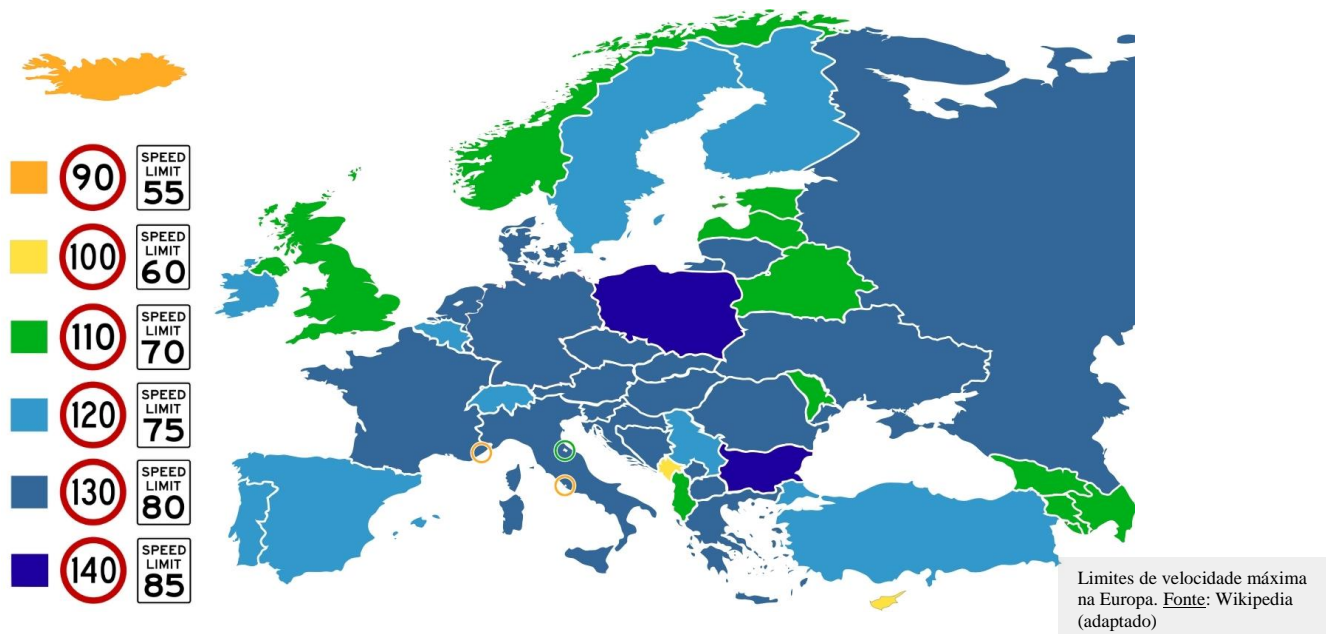 90
SPEED
LIMIT
55
100
SPEED
LIMIT
60
110
SPEED
LIMIT
70
120
SPEED
LIMIT
75
130
SPEED
LIMIT
80
140
SPEED
LIMIT
85
Limites de velocidade máxima
na Europa. Fonte: Wikipedia
(adaptado)